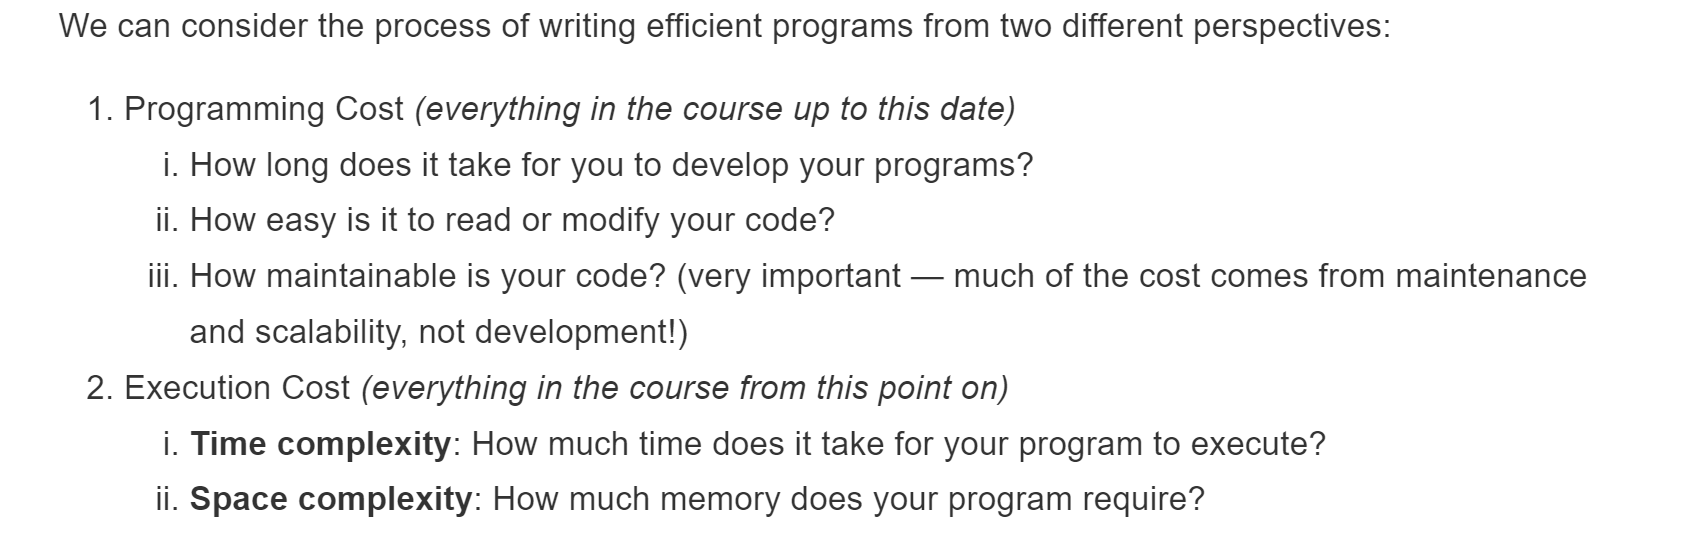 We can consider the process of writing efficient programs from two different perspectives:
1. Programming Cost (everything in the course up to this date)
i. How long does it take for you to develop your programs?
ii. How easy is it to read or modify your code?
iii. How maintainable is your code? (very important — much of the cost comes from maintenance
and scalability, not development!)
2. Execution Cost (everything in the course from this point on)
i. Time complexity: How much time does it take for your program to execute?
ii. Space complexity: How much memory does your program require?